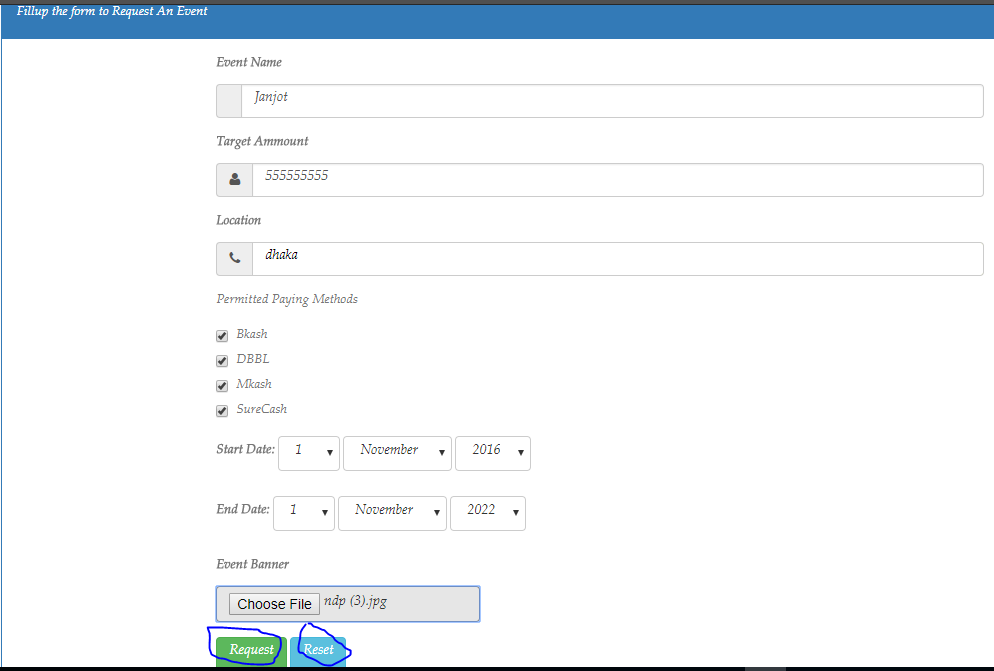 Fillup the form to Request An Event
Event Name
Janjot
Target Ammount
555555555
Location
dhaka
Permitted Paying Methods
Bkash
DBBL
Mkash
SureCash
Start Date: 1 November 2016
End Date: 1 November 2022
Event Banner
Choose File ndp (3).jpg
Request Reset